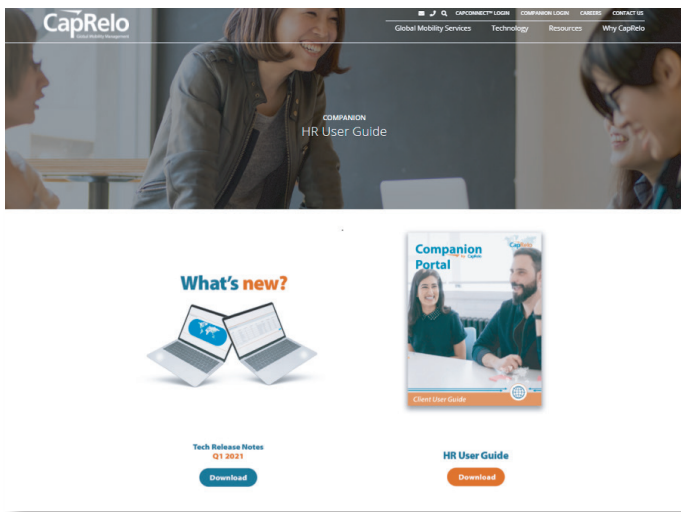 CapRelo
Global Mobility Management
CAPCONNECT™ LOGIN COMPANION LOGIN CAREERS CONTACT US
Global Mobility Services Technology Resources Why CapRelo
COMPANION
HR User Guide
What's new?
Companion
by CapRelo
Portal
CapRelo
Client User Guide
Tech Release Notes
Q1 2021
Download
HR User Guide
Download